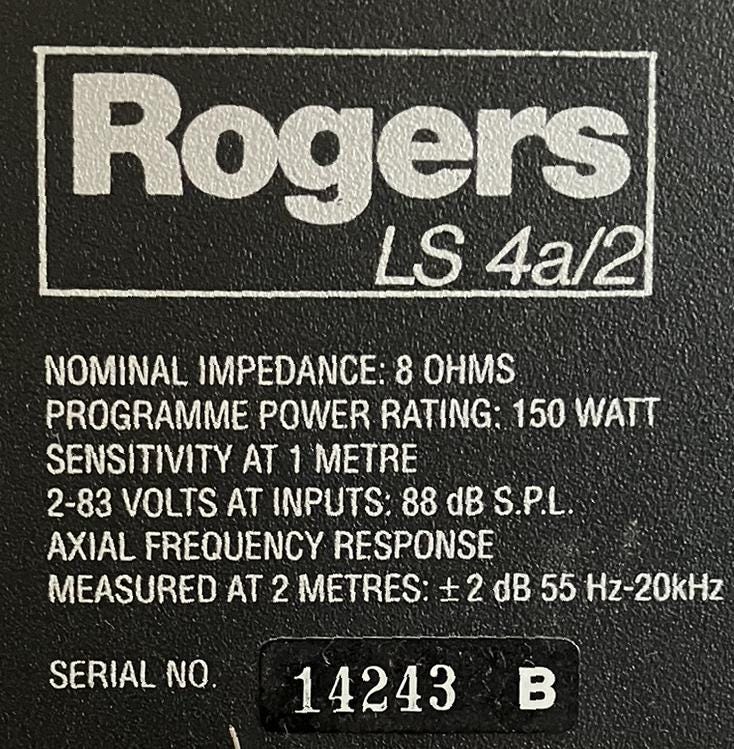 Rogers
LS 4a/2
NOMINAL IMPEDANCE: 8 OHMS
PROGRAMME POWER RATING: 150 WATT
SENSITIVITY AT 1 METRE
2-83 VOLTS AT INPUTS: 88 dB S.P.L.
AXIAL FREQUENCY RESPONSE
MEASURED AT 2 METRES: ±2 dB 55 Hz-20kHz
SERIAL NO. 14243 B